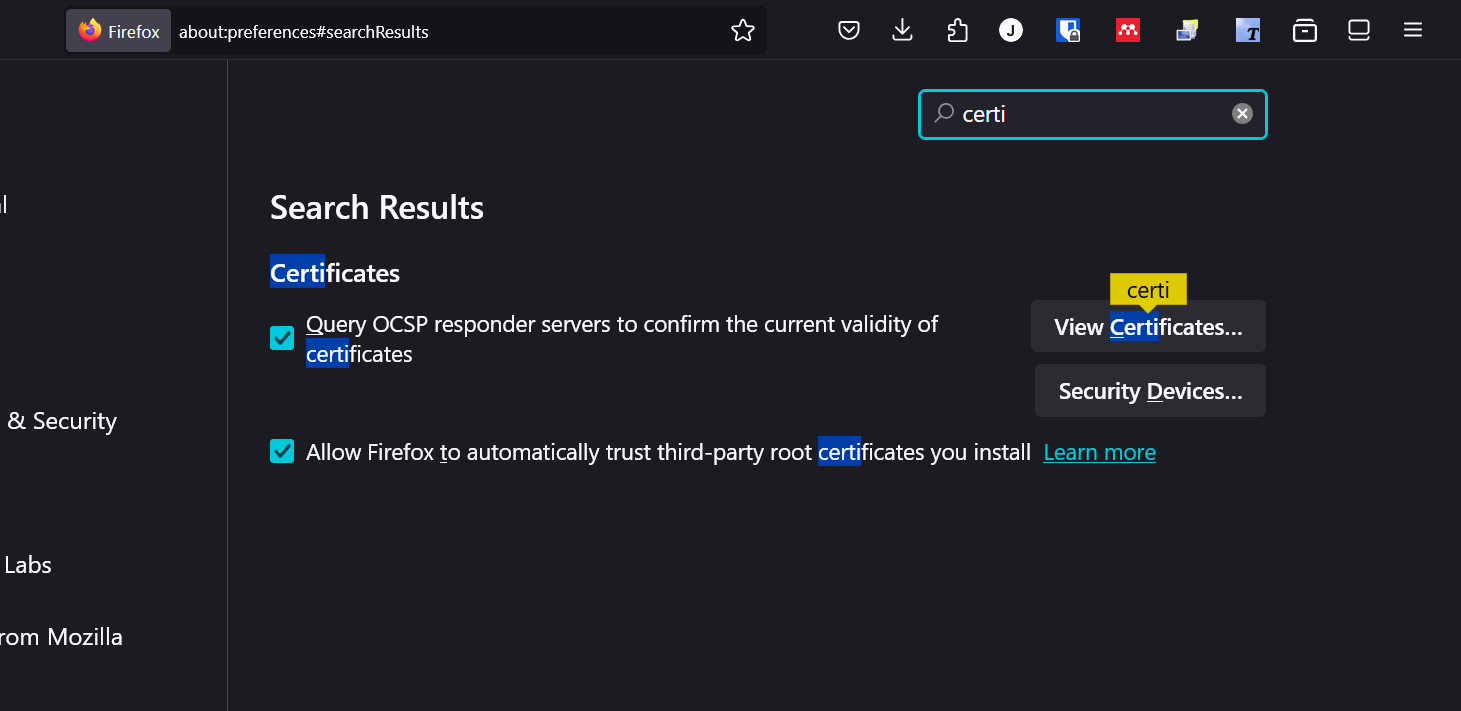 Firefox
about:preferences#searchResults
J
T
certi
l
Search Results
Certificates
certi
Query OCSP responder servers to confirm the current validity of
certificates
View Certificates...
Security Devices...
& Security
Allow Firefox to automatically trust third-party root certificates you install Learn more
Labs
rom Mozilla